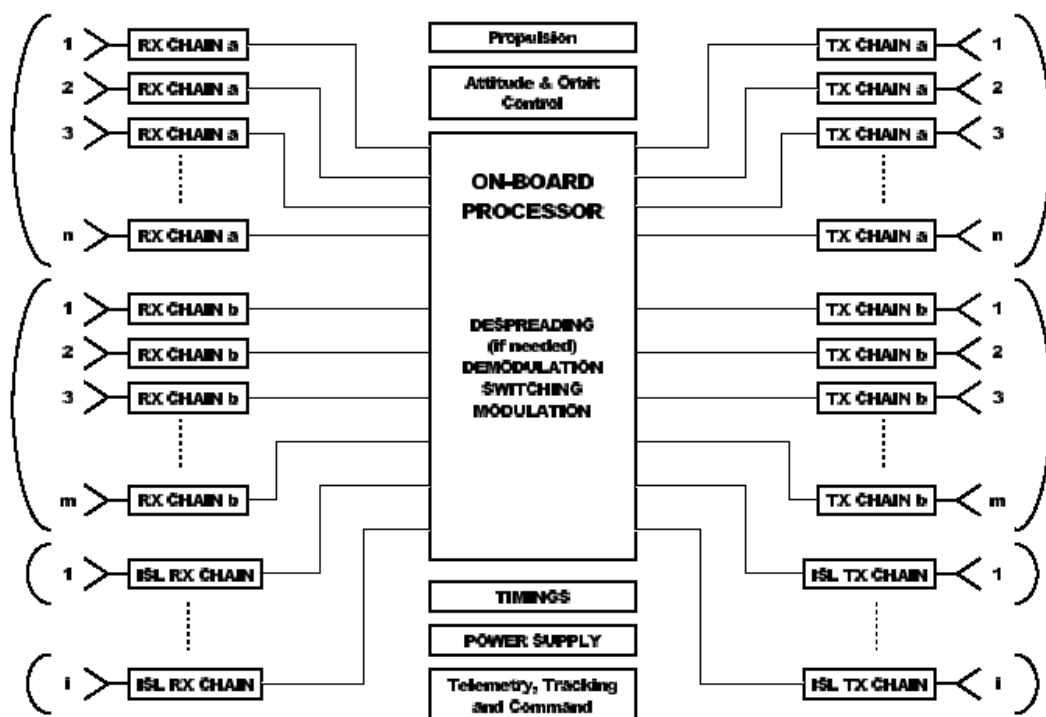 1 RX CHAIN a
2 RX CHAIN a
3 RX CHAIN a
n RX CHAIN a
1 RX CHAIN b
2 RX CHAIN b
3 RX CHAIN b
m RX CHAIN b
1 ISL RX CHAIN
i ISL RX CHAIN
Propulsion
Attitude & Orbit
Control
ON-BOARD
PROCESSOR
DESPREADING
(if needed)
DEMODULATION
SWITCHING
MODULATION
TIMINGS
POWER SUPPLY
Telemetry, Tracking
and Command
TX CHAIN a 1
TX CHAIN a 2
TX CHAIN a 3
TX CHAIN a n
TX CHAIN b 1
TX CHAIN b 2
TX CHAIN b 3
TX CHAIN b m
ISL TX CHAIN 1
ISL TX CHAIN i